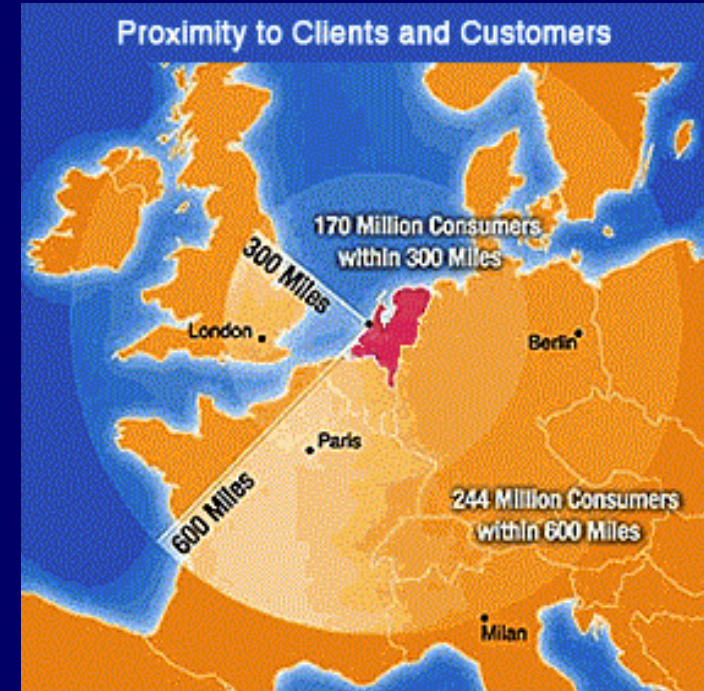 Proximity to Clients and Customers
170 Million Consumers
within 300 Miles
300 Miles
London
Berlin
Paris
600 Miles
244 Million Consumers
within 600 Miles
Milan